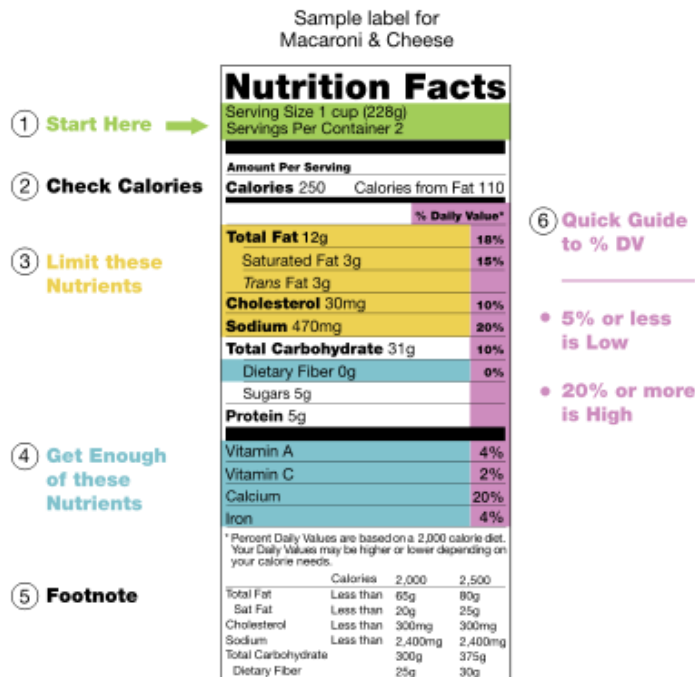 Sample label for
Macaroni & Cheese
Nutrition Facts
① Start Here
Serving Size 1 cup (228g)
Servings Per Container 2
Amount Per Serving
② Check Calories
Calories 250 Calories from Fat 110
% Daily Value*
③ Limit these
Nutrients
Total Fat 12g 18%
Saturated Fat 3g 15%
Trans Fat 3g
Cholesterol 30mg 10%
Sodium 470mg 20%
Total Carbohydrate 31g 10%
Dietary Fiber 0g 0%
Sugars 5g
Protein 5g
④ Get Enough
of these
Nutrients
Vitamin A 4%
Vitamin C 2%
Calcium 20%
Iron 4%
* Percent Daily Values are based on a 2,000 calorie diet.
Your Daily Values may be higher or lower depending on
your calorie needs.
⑤ Footnote
Calories 2,000 2,500
Total Fat Less than 65g 80g
Sat Fat Less than 20g 25g
Cholesterol Less than 300mg 300mg
Sodium Less than 2,400mg 2,400mg
Total Carbohydrate 300g 375g
Dietary Fiber 25g 30g
⑥ Quick Guide
to % DV
• 5% or less
is Low
• 20% or more
is High